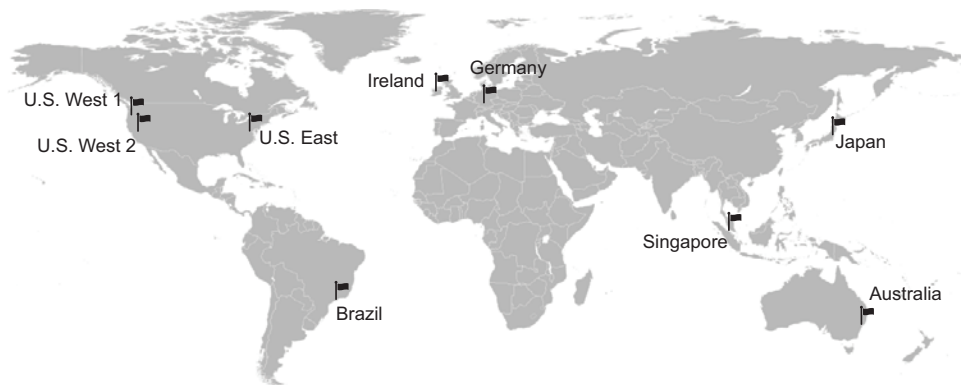 Germany
Ireland
U.S. West 1
U.S. East
U.S. West 2
Japan
Singapore
Australia
Brazil